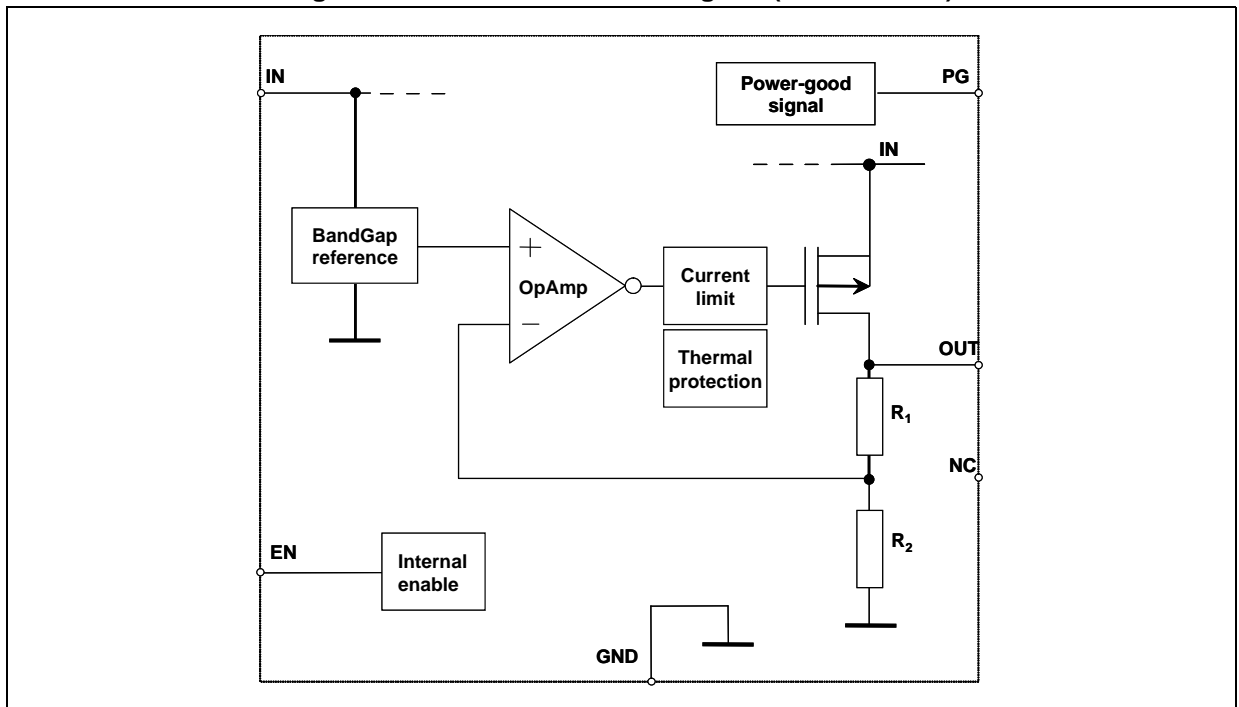 IN
PG
Power-good
signal
IN
BandGap
reference
+
OpAmp
−
Current
limit
Thermal
protection
OUT
R₁
NC
EN
Internal
enable
R₂
GND